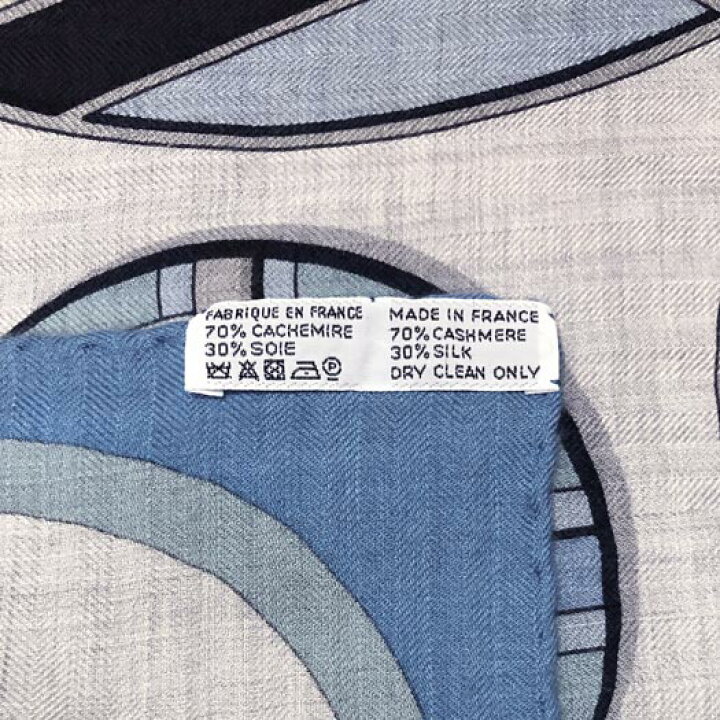 FABRIQUE EN FRANCE
70% CACHEMIRE
30% SOIE
MADE IN FRANCE
70% CASHMERE
30% SILK
DRY CLEAN ONLY